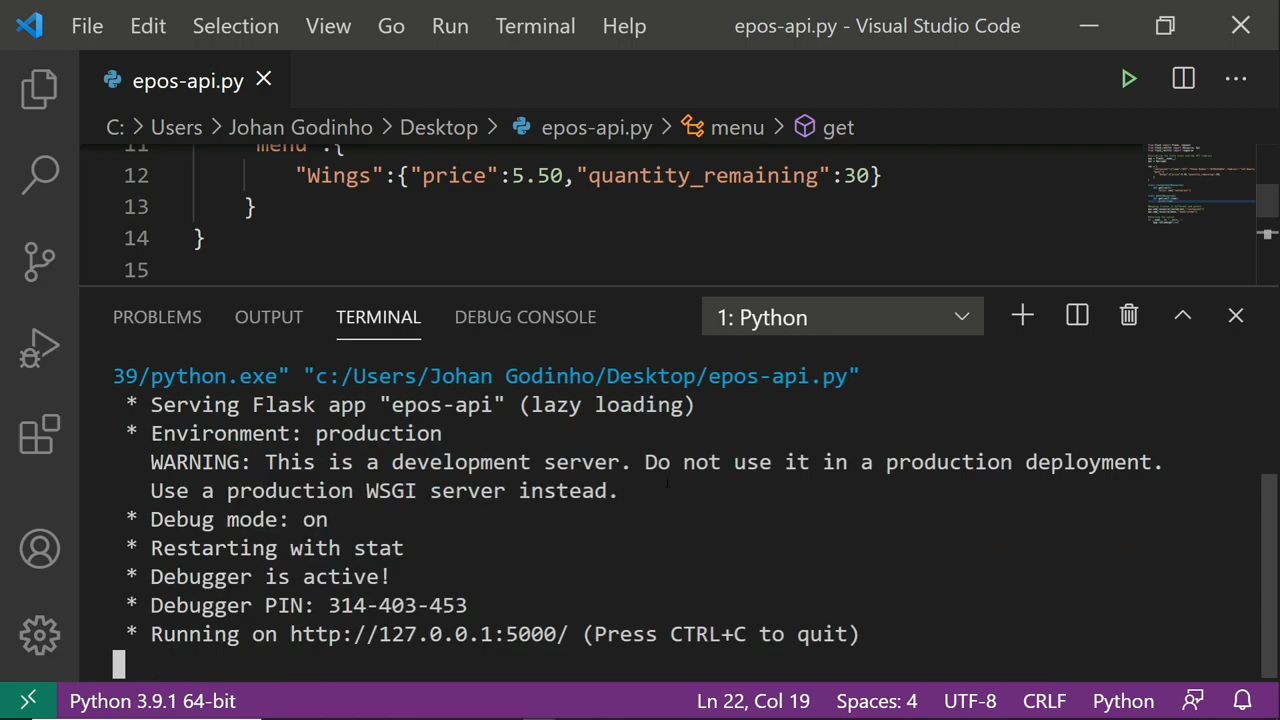 File Edit Selection View Go Run Terminal Help epos-api.py - Visual Studio Code
epos-api.py
C: > Users > Johan Godinho > Desktop > epos-api.py > menu > get
11 "menu":{
12 "Wings":{"price":5.50,"quantity_remaining":30}
13 }
14 }
15
PROBLEMS OUTPUT TERMINAL DEBUG CONSOLE 1: Python
39/python.exe" "c:/Users/Johan Godinho/Desktop/epos-api.py"
* Serving Flask app "epos-api" (lazy loading)
* Environment: production
WARNING: This is a development server. Do not use it in a production deployment.
Use a production WSGI server instead.
* Debug mode: on
* Restarting with stat
* Debugger is active!
* Debugger PIN: 314-403-453
* Running on http://127.0.0.1:5000/ (Press CTRL+C to quit)
Python 3.9.1 64-bit Ln 22, Col 19 Spaces: 4 UTF-8 CRLF Python